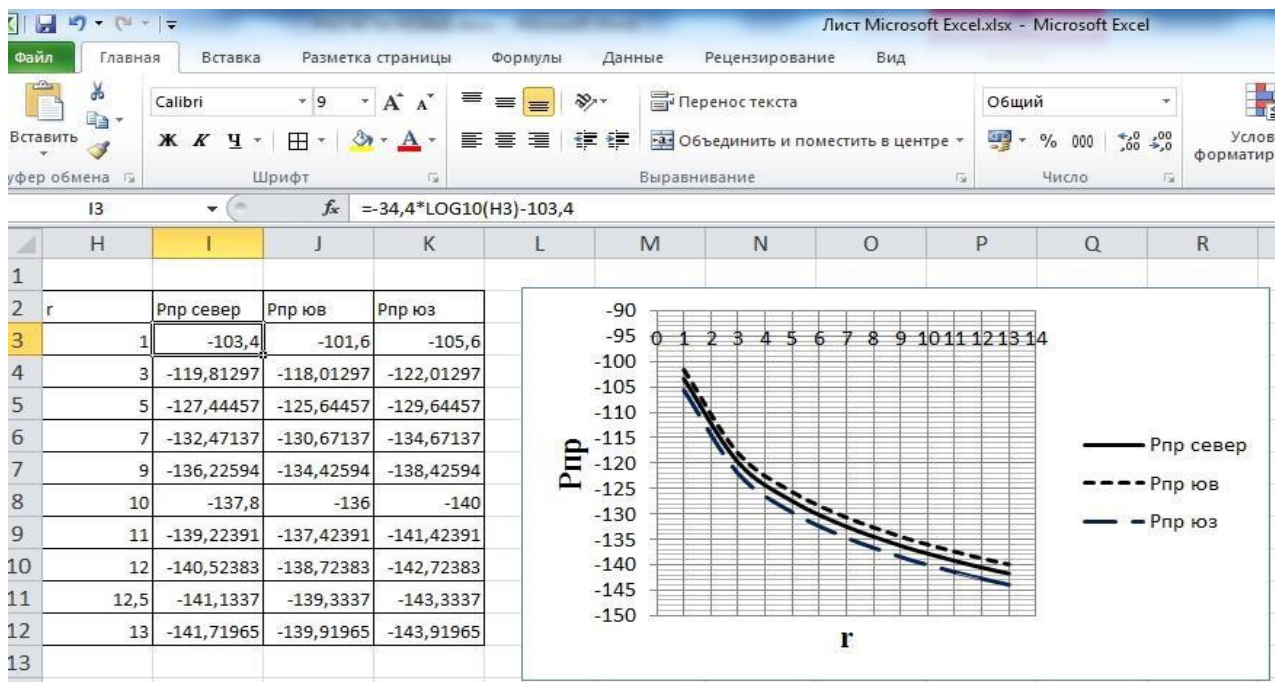 Лист Microsoft Excel.xlsx - Microsoft Excel
Файл Главная Вставка Разметка страницы Формулы Данные Рецензирование Вид
Calibri 9 Перенос текста Общий
Вставить Ж К Ч Объединить и поместить в центре % 000
Шрифт Выравнивание Число
I3 fx =-34,4*LOG10(H3)-103,4
H I J K L M N O P Q R
1
2 r Рпр север Рпр юв Рпр юз
3 1 -103,4 -101,6 -105,6
4 3 -119,81297 -118,01297 -122,01297
5 5 -127,44457 -125,64457 -129,64457
6 7 -132,47137 -130,67137 -134,67137
7 9 -136,22594 -134,42594 -138,42594
8 10 -137,8 -136 -140
9 11 -139,22391 -137,42391 -141,42391
10 12 -140,52383 -138,72383 -142,72383
11 12,5 -141,1337 -139,3337 -143,3337
12 13 -141,71965 -139,91965 -143,91965
13
-90
-95
0 1 2 3 4 5 6 7 8 9 10 11 12 13 14
-100
-105
-110
-115
-120
-125
-130
-135
-140
-145
-150
Рпр
r
Рпр север
Рпр юв
Рпр юз